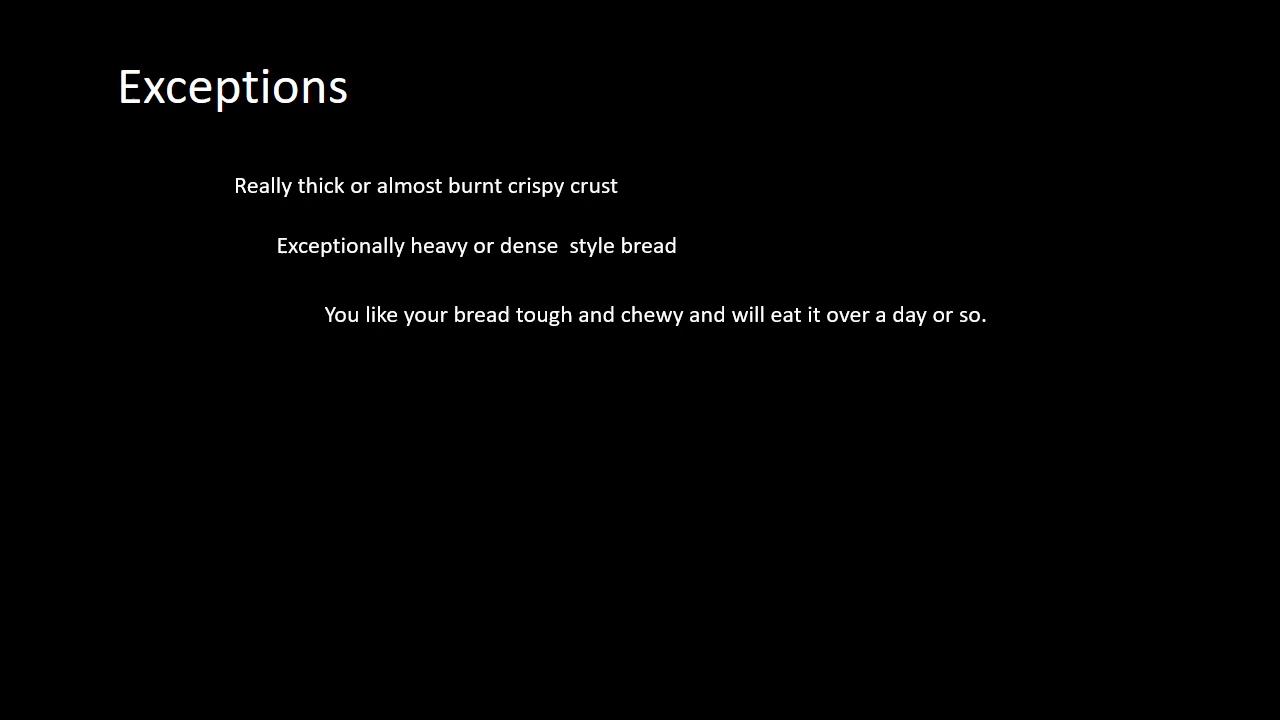 Exceptions
Really thick or almost burnt crispy crust
Exceptionally heavy or dense  style bread
You like your bread tough and chewy and will eat it over a day or so.